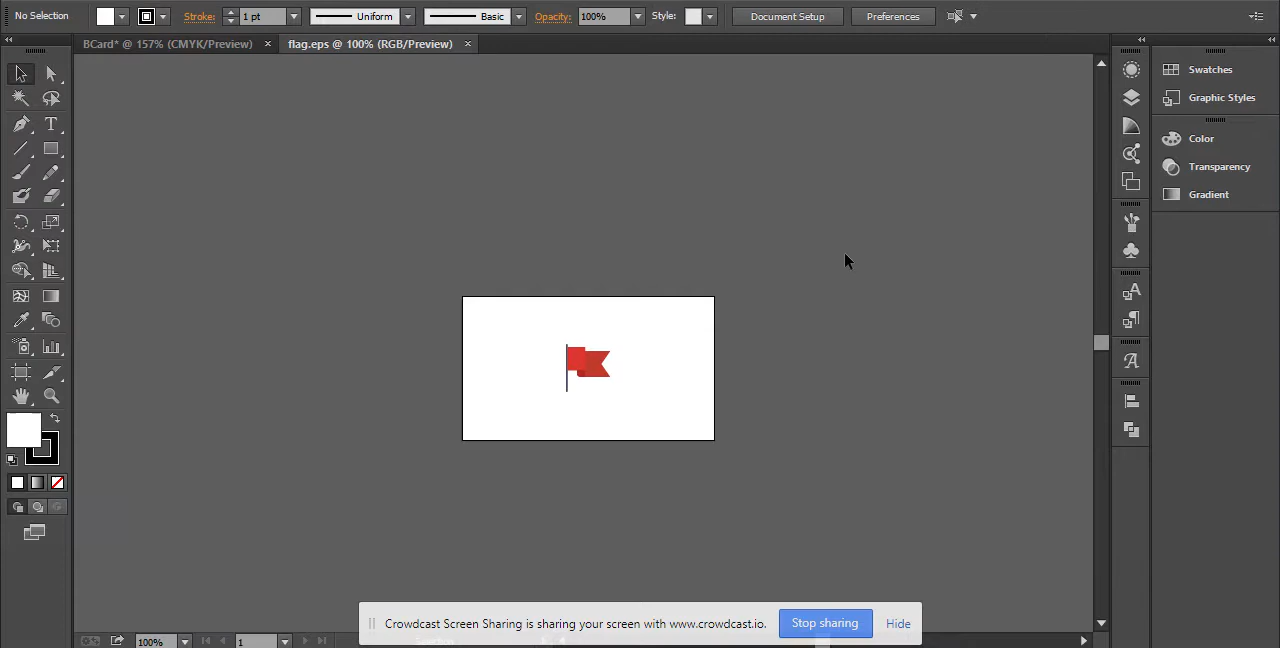 No Selection Stroke: 1 pt Uniform Basic Opacity: 100% Style: Document Setup Preferences
BCard* @ 157% (CMYK/Preview) × flag.eps @ 100% (RGB/Preview) ×
Swatches
Graphic Styles
Color
Transparency
Gradient
Crowdcast Screen Sharing is sharing your screen with www.crowdcast.io. Stop sharing Hide
100% 1 Selection